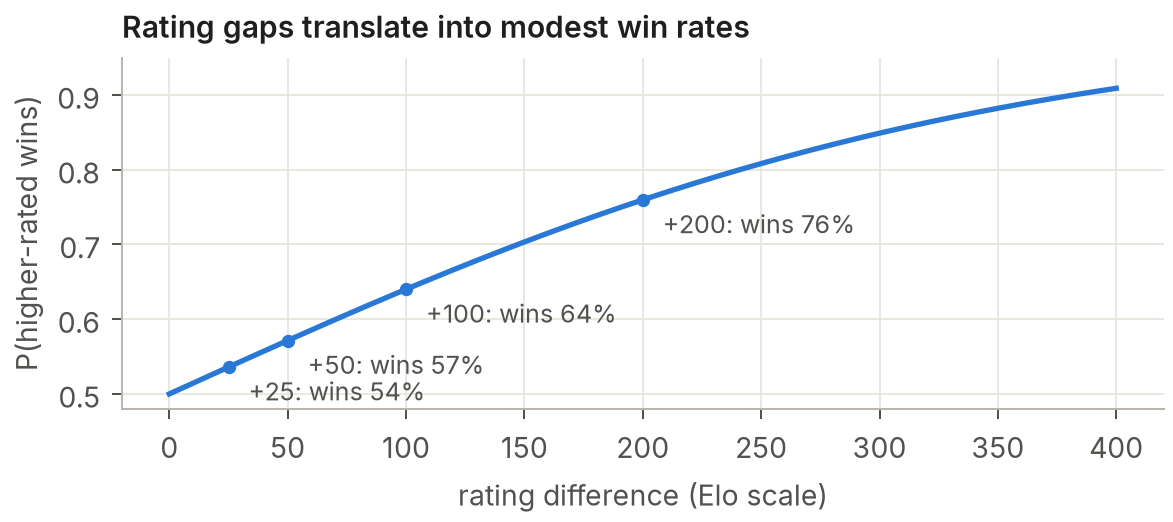 Rating gaps translate into modest win rates
P(higher-rated wins)
0.9
0.8
0.7
0.6
0.5
+200: wins 76%
+100: wins 64%
+50: wins 57%
+25: wins 54%
0 50 100 150 200 250 300 350 400
rating difference (Elo scale)